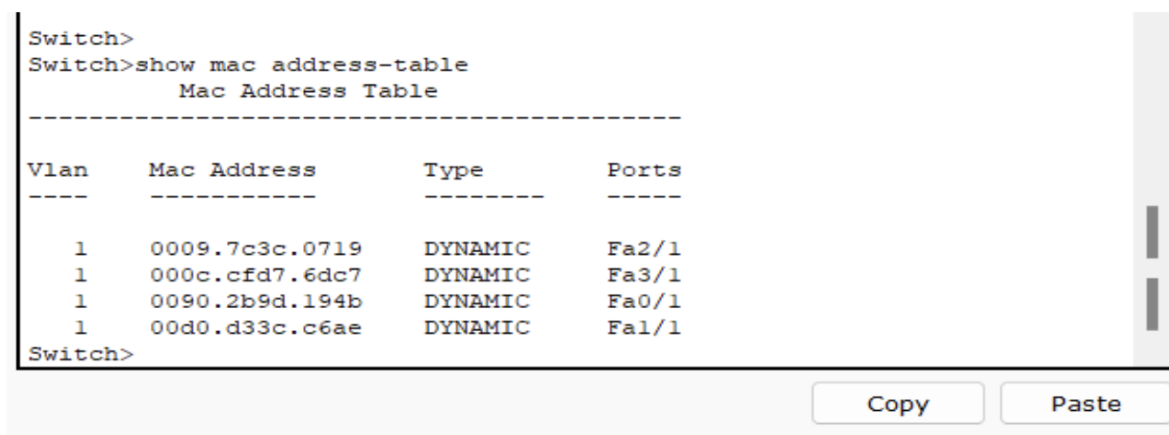 Switch>
Switch>show mac address-table
          Mac Address Table
-------------------------------------------

Vlan    Mac Address       Type        Ports
----    -----------       --------    -----

   1    0009.7c3c.0719    DYNAMIC     Fa2/1
   1    000c.cfd7.6dc7    DYNAMIC     Fa3/1
   1    0090.2b9d.194b    DYNAMIC     Fa0/1
   1    00d0.d33c.c6ae    DYNAMIC     Fa1/1
Switch>
Copy Paste